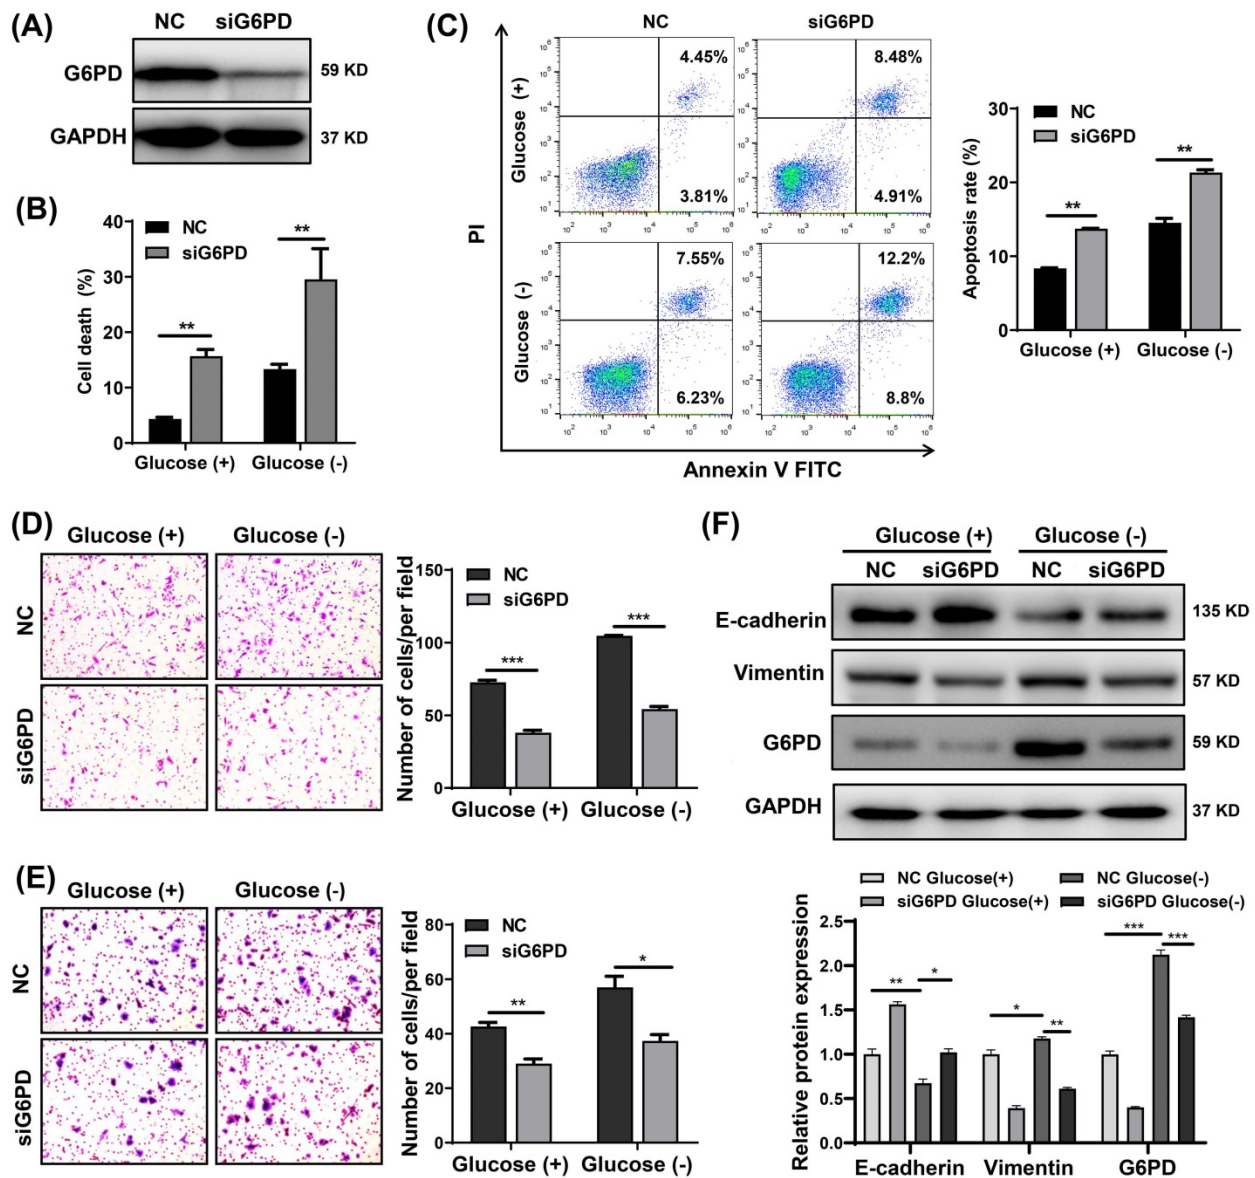 (A)
NC siG6PD
G6PD
59 KD
GAPDH
37 KD
(B)
40
30
20
10
0
Cell death (%)
NC
siG6PD
**
**
Glucose (+) Glucose (-)
(C)
NC siG6PD
Glucose (+)
Glucose (-)
PI
Annexin V FITC
4.45%
3.81%
8.48%
4.91%
7.55%
6.23%
12.2%
8.8%
Apoptosis rate (%)
30
20
10
0
NC
siG6PD
**
**
Glucose (+) Glucose (-)
(D)
Glucose (+) Glucose (-)
NC
siG6PD
Number of cells/per field
150
100
50
0
NC
siG6PD
***
***
Glucose (+) Glucose (-)
(E)
Glucose (+) Glucose (-)
NC
siG6PD
Number of cells/per field
80
60
40
20
0
NC
siG6PD
**
*
Glucose (+) Glucose (-)
(F)
Glucose (+) Glucose (-)
NC siG6PD NC siG6PD
E-cadherin
135 KD
Vimentin
57 KD
G6PD
59 KD
GAPDH
37 KD
NC Glucose(+) NC Glucose(-)
siG6PD Glucose(+) siG6PD Glucose(-)
Relative protein expression
2.5
2.0
1.5
1.0
0.5
0.0
** *
* **
*** ***
E-cadherin Vimentin G6PD